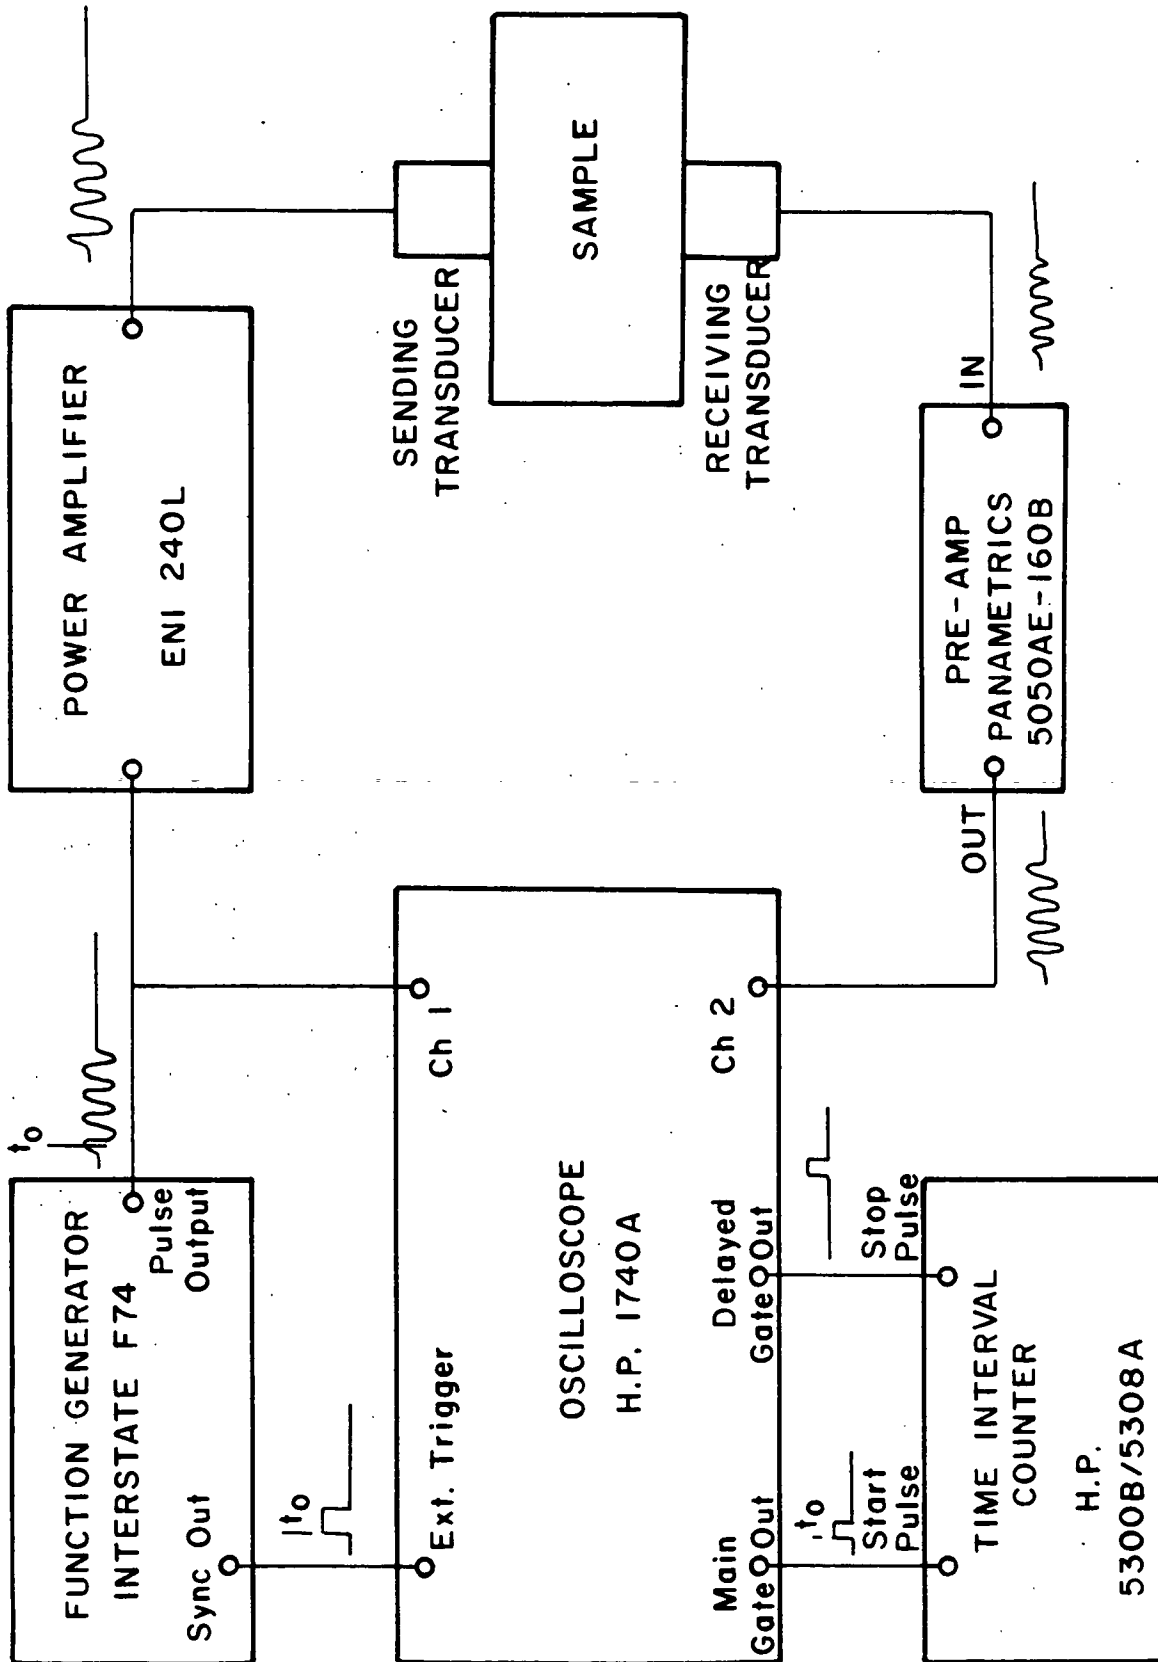 FUNCTION GENERATOR
INTERSTATE F74
Sync Out
Pulse
Output
t₀
POWER AMPLIFIER
ENI 240L
t₀
Ext. Trigger
Ch 1
OSCILLOSCOPE
H.P. 1740A
Main
Gate Out
Delayed
Gate Out
Ch 2
SENDING
TRANSDUCER
SAMPLE
RECEIVING
TRANSDUCER
t₀
Start
Pulse
Stop
Pulse
TIME INTERVAL
COUNTER
H.P.
5300B/5308A
OUT
IN
PRE-AMP
PANAMETRICS
5050AE-160B